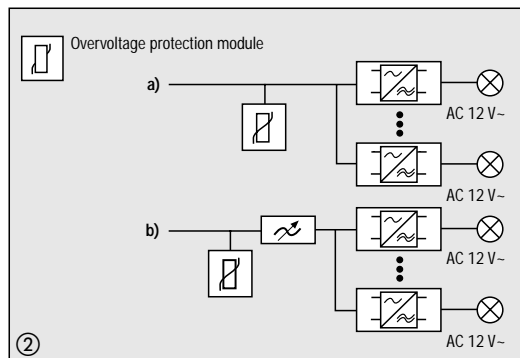 Overvoltage protection module
a)
AC 12 V~
AC 12 V~
b)
AC 12 V~
AC 12 V~
②